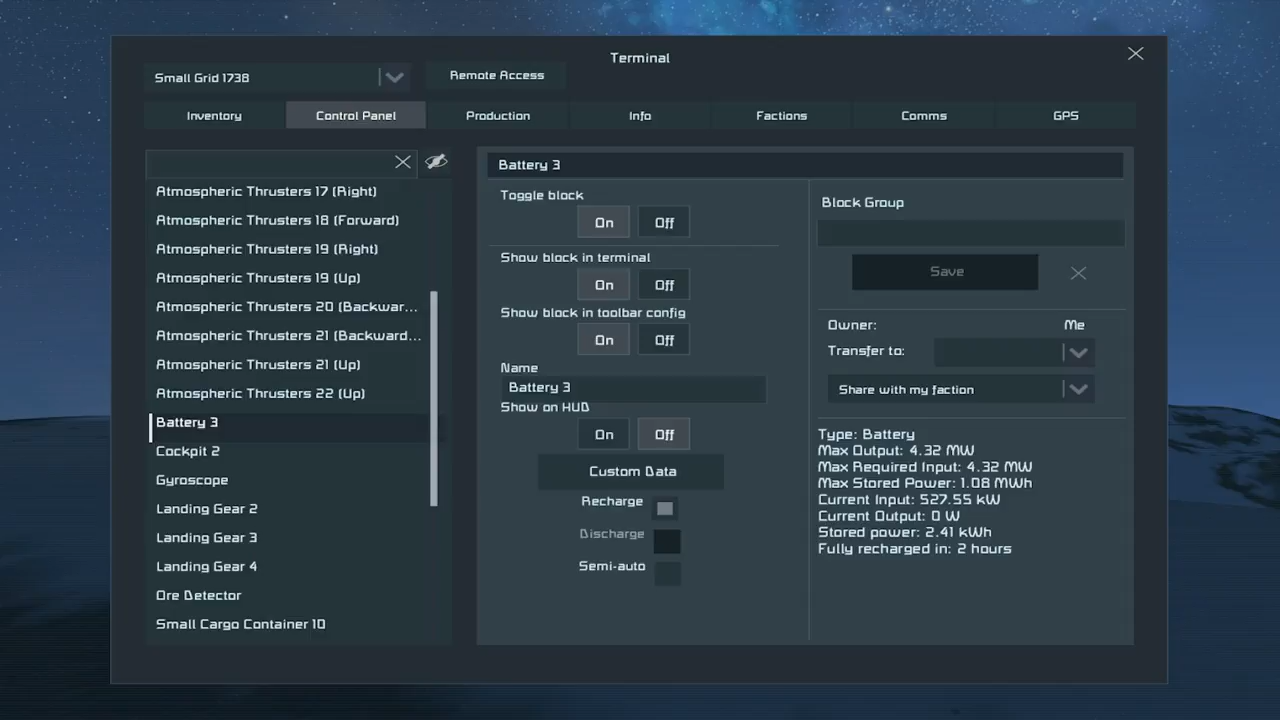 Terminal
Small Grid 1738
Remote Access
Inventory
Control Panel
Production
Info
Factions
Comms
GPS
Atmospheric Thrusters 17 (Right)
Atmospheric Thrusters 18 (Forward)
Atmospheric Thrusters 19 (Right)
Atmospheric Thrusters 19 (Up)
Atmospheric Thrusters 20 (Backwar...
Atmospheric Thrusters 21 (Backward...
Atmospheric Thrusters 21 (Up)
Atmospheric Thrusters 22 (Up)
Battery 3
Cockpit 2
Gyroscope
Landing Gear 2
Landing Gear 3
Landing Gear 4
Ore Detector
Small Cargo Container 10
Battery 3
Toggle block
On Off
Show block in terminal
On Off
Show block in toolbar config
On Off
Name
Battery 3
Show on HUD
On Off
Custom Data
Recharge
Discharge
Semi-auto
Block Group
Save
Owner: Me
Transfer to:
Share with my faction
Type: Battery
Max Output: 4.32 MW
Max Required Input: 4.32 MW
Max Stored Power: 1.08 MWh
Current Input: 527.55 kW
Current Output: 0 W
Stored power: 2.41 kWh
Fully recharged in: 2 hours